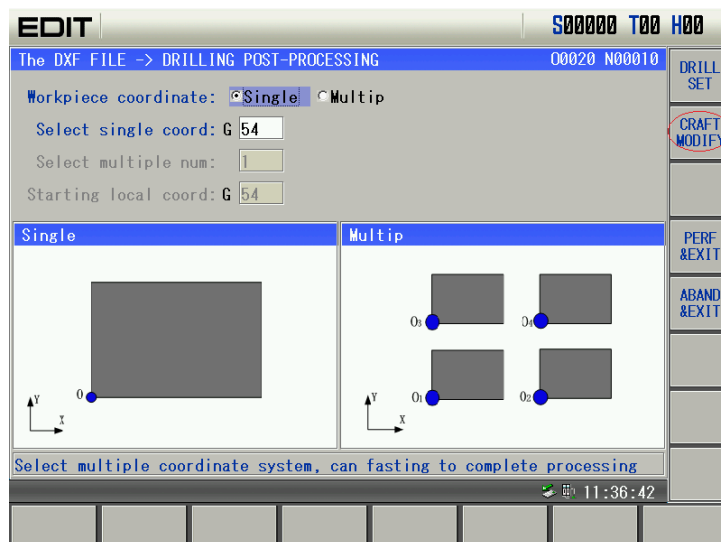 EDIT S00000 T00 H00
The DXF FILE -> DRILLING POST-PROCESSING O0020 N00010
Workpiece coordinate: Single Multip
Select single coord: G 54
Select multiple num: 1
Starting local coord: G 54
DRILL
SET
CRAFT
MODIFY
PERF
&EXIT
ABAND
&EXIT
Single
Y
O
X
Multip
O3
O4
Y
O1
O2
X
Select multiple coordinate system, can fasting to complete processing
11:36:42